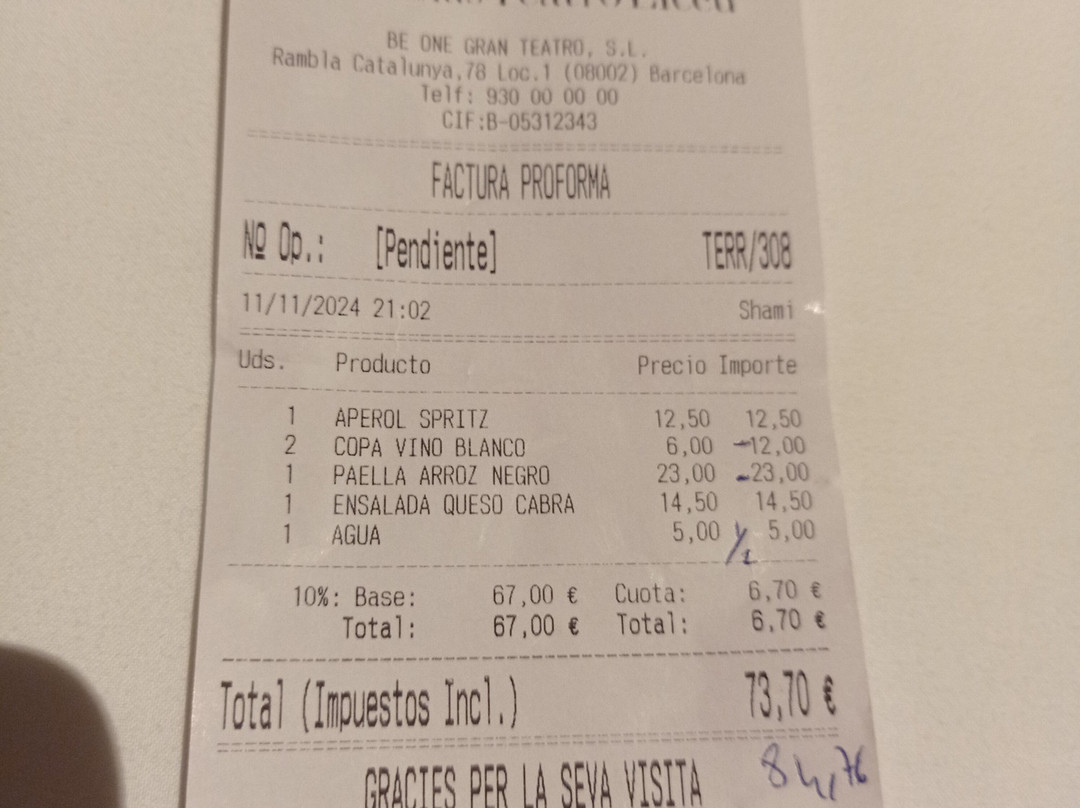 BE ONE GRAN TEATRO, S.L.
Rambla Catalunya,78 Loc.1 (08002) Barcelona
Telf: 930 00 00 00
CIF:B-05312343
FACTURA PROFORMA
Nº Op.: [Pendiente] TERR/308
11/11/2024 21:02 Shami
Uds. Producto Precio Importe
1 APEROL SPRITZ 12,50 12,50
2 COPA VINO BLANCO 6,00 12,00
1 PAELLA ARROZ NEGRO 23,00 23,00
1 ENSALADA QUESO CABRA 14,50 14,50
1 AGUA 5,00 1/2 5,00
10%: Base: 67,00 € Cuota: 6,70 €
Total: 67,00 € Total: 6,70 €
Total (Impuestos Incl.) 73,70 €
84,76
GRACIES PER LA SEVA VISITA